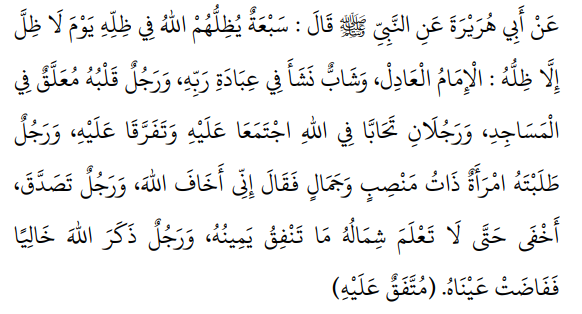 عَنْ أَبِي هُرَيْرَةَ عَنِ النَّبِيِّ ﷺ قَالَ : سَبْعَةٌ يُظِلُّهُمْ اللهُ فِي ظِلِّهِ يَوْمَ لَا ظِلَّ
إِلَّا ظِلُّهُ : الْإِمَامُ الْعَادِلْ، وَشَابٌّ نَشَأَ فِي عِبَادَةِ رَبِّهِ، وَرَجُلٌ قَلْبُهُ مُعَلَّقٌ فِي
الْمَسَاجِدِ، وَرَجُلَانِ تَحَابَّا فِي اللهِ اجْتَمَعَا عَلَيْهِ وَتَفَرَّقَا عَلَيْهِ، وَرَجُلٌ
طَلَبَتْهُ امْرَأَةٌ ذَاتُ مَنْصِبٍ وَجَمَالٍ فَقَالَ إِنِّى أَخَافَ اللهَ، وَرَجُلٌ تَصَدَّقَ،
أَخْفَى حَتَّى لَا تَعْلَمَ شِمَالُهُ مَا تَنْفِقُ يَمِينُهُ، وَرَجُلٌ ذَكَرَ اللهَ خَالِيًا
فَفَاضَتْ عَيْنَاهُ. (مُتَّفَقٌ عَلَيْهِ)